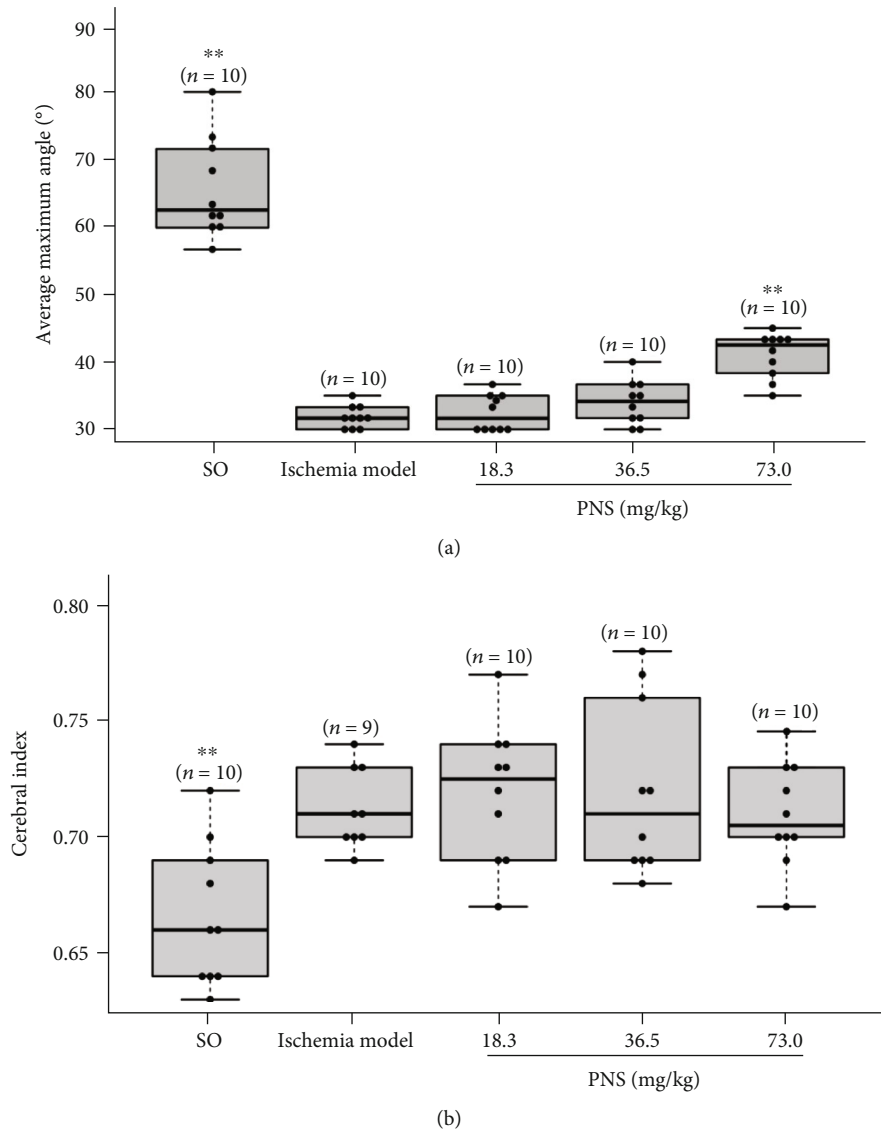 90
80
70
60
50
40
30
Average maximum angle (°)
**
(n = 10)
(n = 10)
(n = 10)
(n = 10)
**
(n = 10)
SO
Ischemia model
18.3
36.5
73.0
PNS (mg/kg)
(a)
0.80
0.75
0.70
0.65
Cerebral index
**
(n = 10)
(n = 9)
(n = 10)
(n = 10)
(n = 10)
SO
Ischemia model
18.3
36.5
73.0
PNS (mg/kg)
(b)